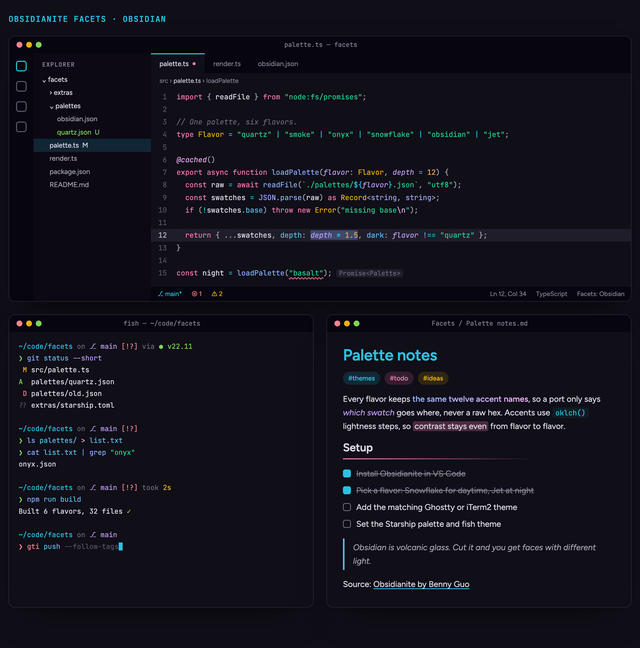 OBSIDIANITE FACETS · OBSIDIAN
palette.ts — facets
EXPLORER
facets
extras
palettes
obsidian.json
quartz.json U
palette.ts M
render.ts
package.json
README.md
palette.ts render.ts obsidian.json
src › palette.ts › loadPalette
1 import { readFile } from "node:fs/promises";
2
3 // One palette, six flavors.
4 type Flavor = "quartz" | "smoke" | "onyx" | "snowflake" | "obsidian" | "jet";
5
6 @cached()
7 export async function loadPalette(flavor: Flavor, depth = 12) {
8 const raw = await readFile(`./palettes/${flavor}.json`, "utf8");
9 const swatches = JSON.parse(raw) as Record<string, string>;
10 if (!swatches.base) throw new Error("missing base\n");
11
12 return { ...swatches, depth: depth * 1.5, dark: flavor !== "quartz" };
13 }
14
15 const night = loadPalette("basalt"); Promise<Palette>
main* 1 2 Ln 12, Col 34 TypeScript Facets: Obsidian
fish — ~/code/facets
~/code/facets on main [!?] via ● v22.11
❯ git status --short
M src/palette.ts
A palettes/quartz.json
D palettes/old.json
?? extras/starship.toml
~/code/facets on main [!?]
❯ ls palettes/ > list.txt
❯ cat list.txt | grep "onyx"
onyx.json
~/code/facets on main [!?] took 2s
❯ npm run build
Built 6 flavors, 32 files ✓
~/code/facets on main
❯ gti push --follow-tags
Facets / Palette notes.md
Palette notes
#themes #todo #ideas
Every flavor keeps the same twelve accent names, so a port only says
which swatch goes where, never a raw hex. Accents use oklch()
lightness steps, so contrast stays even from flavor to flavor.
Setup
Install Obsidianite in VS Code
Pick a flavor: Snowflake for daytime, Jet at night
Add the matching Ghostty or iTerm2 theme
Set the Starship palette and fish theme
Obsidian is volcanic glass. Cut it and you get faces with different
light.
Source: Obsidianite by Benny Guo